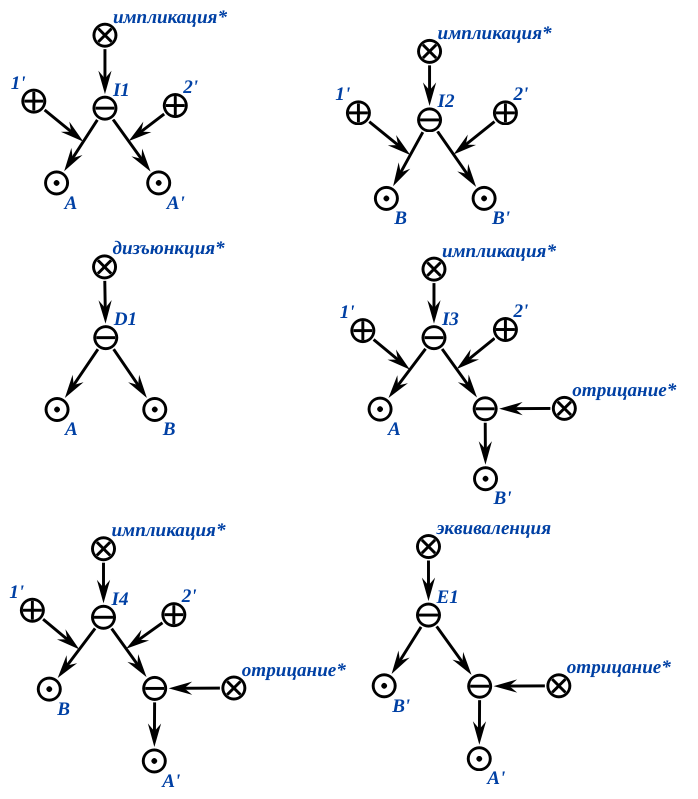 импликация*
1'
I1
2'
A
A'
импликация*
1'
I2
2'
B
B'
дизъюнкция*
D1
A
B
импликация*
1'
I3
2'
A
отрицание*
B'
импликация*
1'
I4
2'
B
отрицание*
A'
эквиваленция
E1
B'
отрицание*
A'